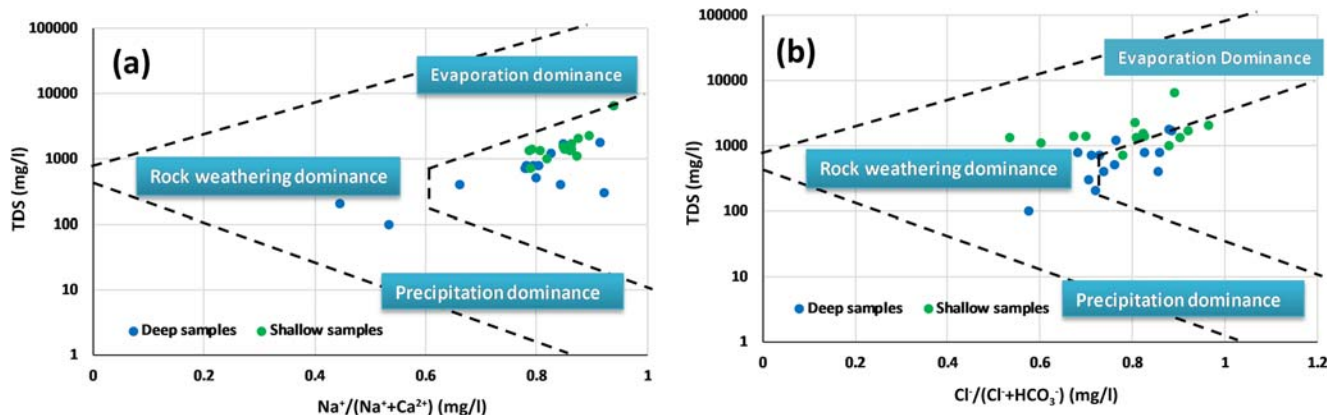 (a)
100000
10000
1000
100
10
1
TDS (mg/l)
Evaporation dominance
Rock weathering dominance
Precipitation dominance
Deep samples
Shallow samples
0
0.2
0.4
0.6
0.8
1
Na⁺/(Na⁺+Ca²⁺) (mg/l)
(b)
100000
10000
1000
100
10
1
TDS (mg/l)
Evaporation Dominance
Rock weathering dominance
Precipitation dominance
Deep samples
Shallow samples
0
0.2
0.4
0.6
0.8
1
1.2
Cl⁻/(Cl⁻+HCO₃⁻) (mg/l)